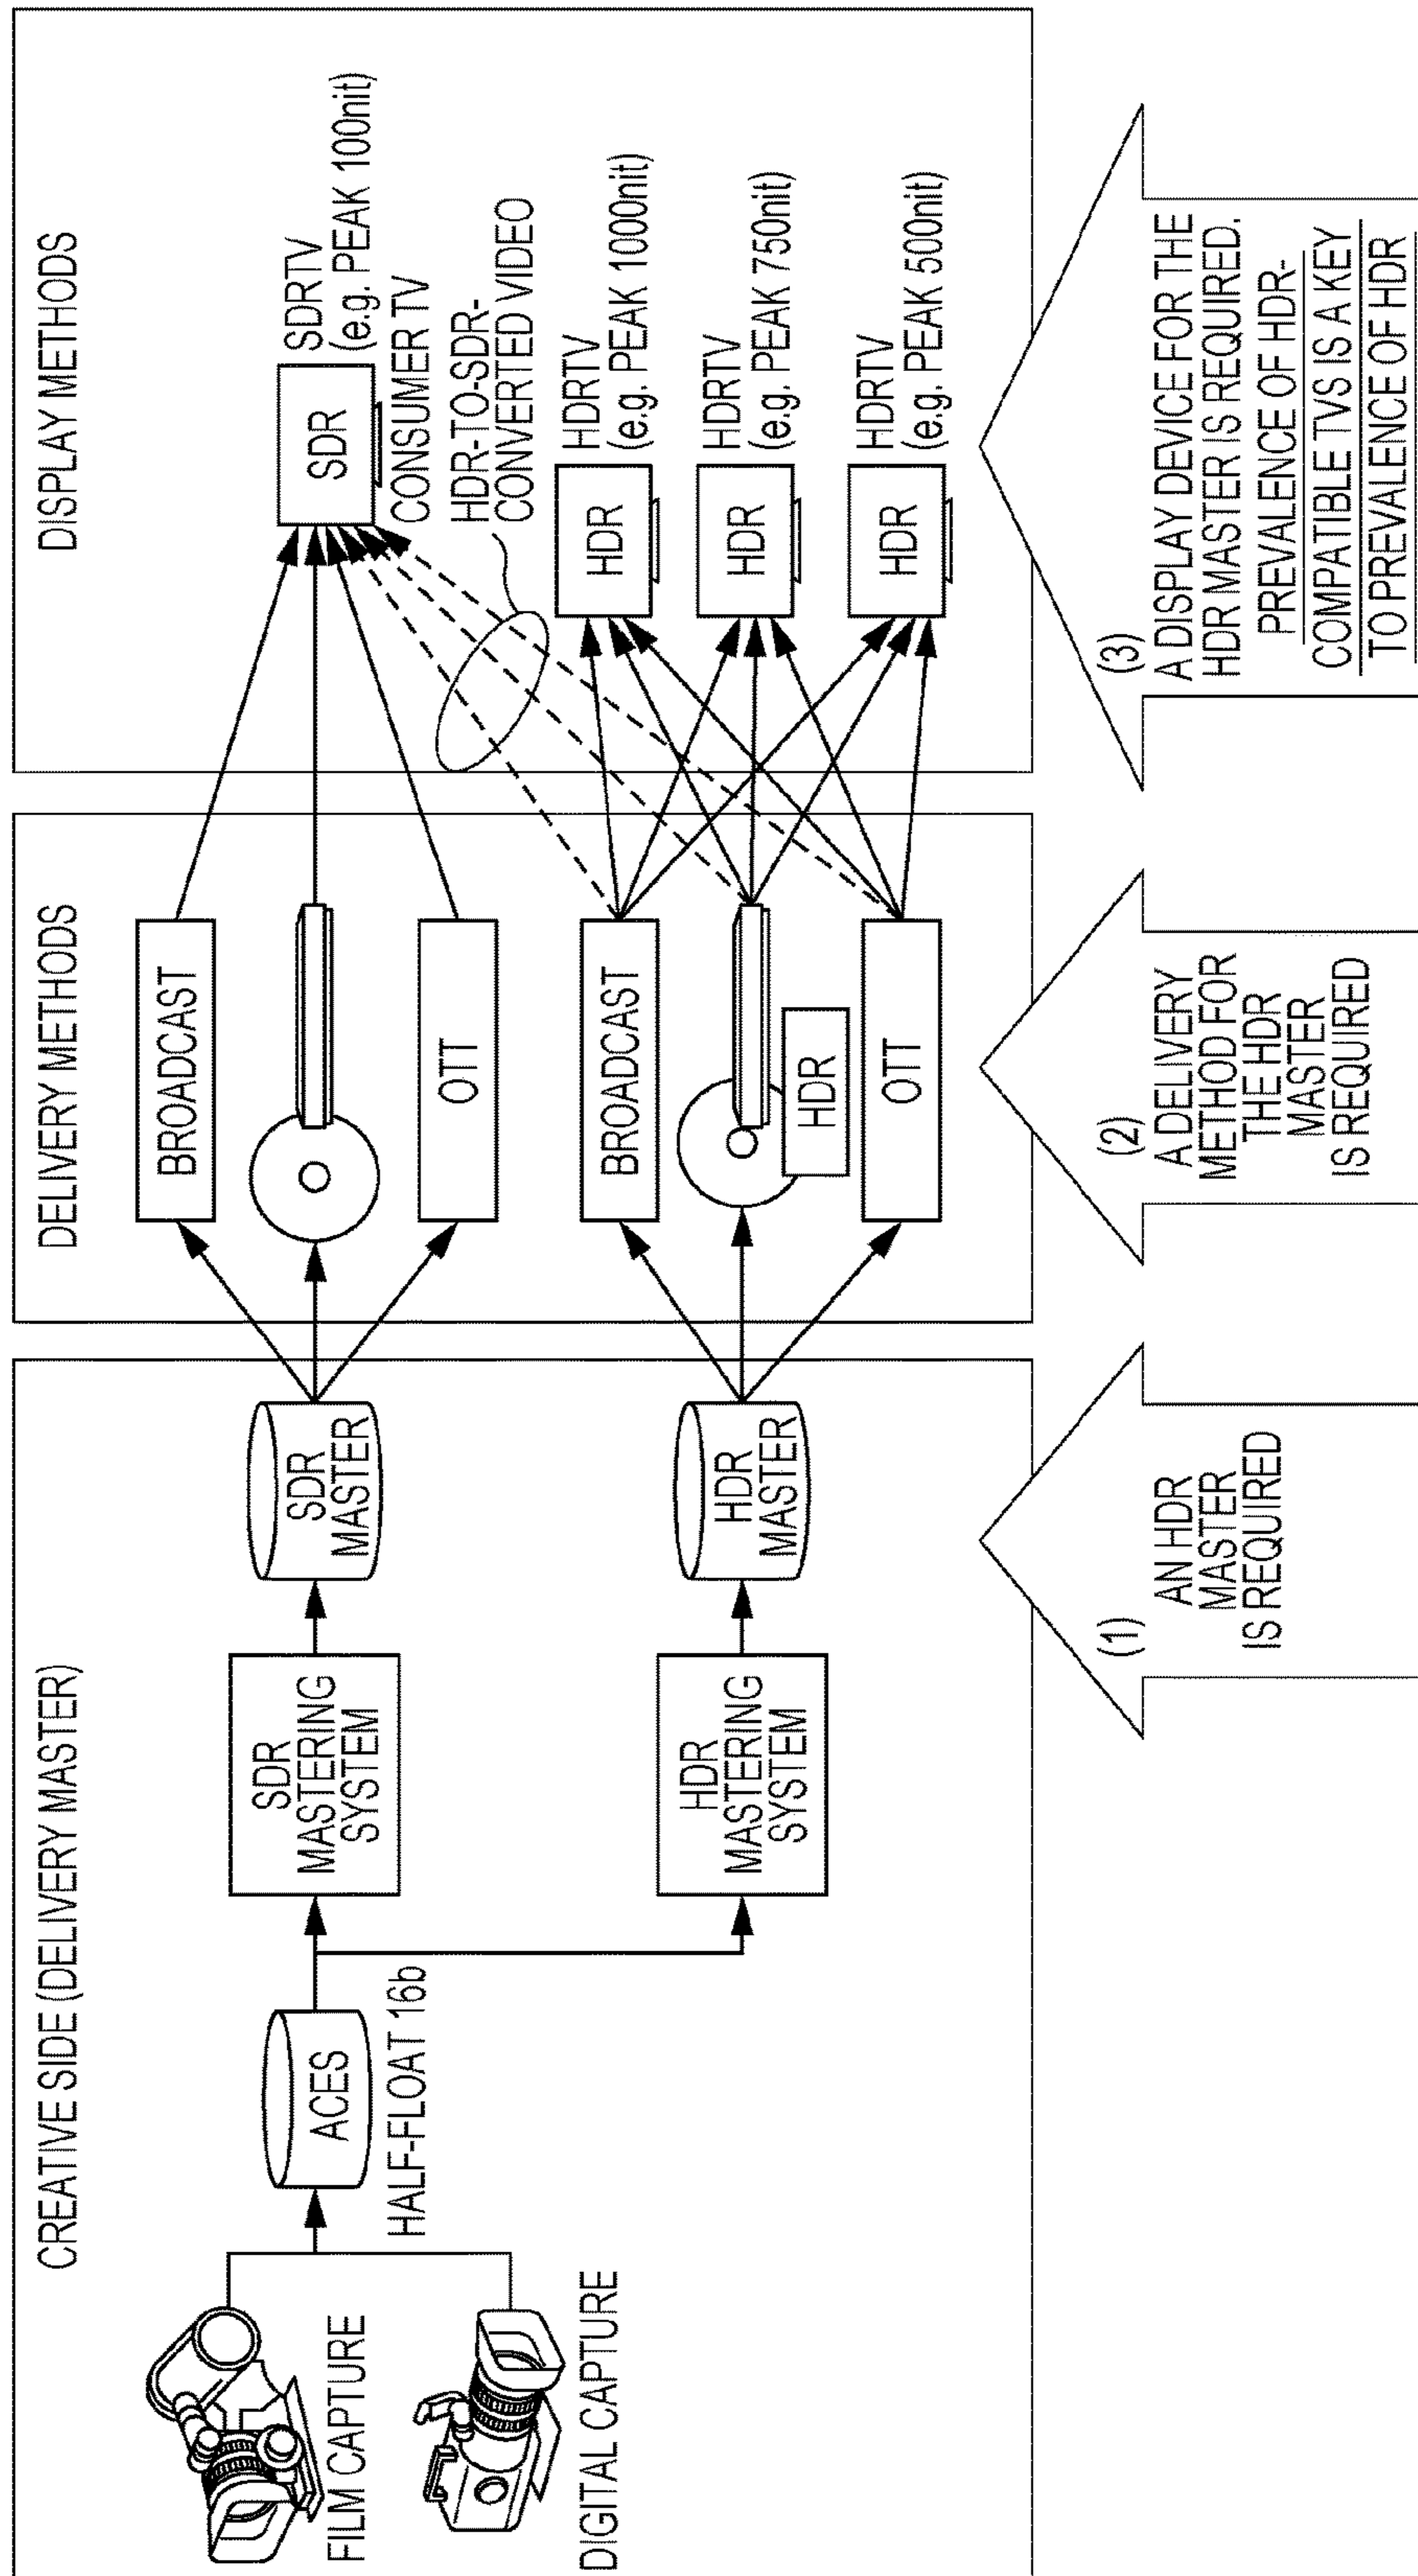 CREATIVE SIDE (DELIVERY MASTER)
FILM CAPTURE
DIGITAL CAPTURE
ACES
HALF-FLOAT 16b
SDR
MASTERING
SYSTEM
HDR
MASTERING
SYSTEM
SDR
MASTER
HDR
MASTER
DELIVERY METHODS
BROADCAST
OTT
BROADCAST
HDR
OTT
DISPLAY METHODS
SDR
SDRTV
(e.g. PEAK 100nit)
CONSUMER TV
HDR-TO-SDR-
CONVERTED VIDEO
HDR
HDRTV
(e.g. PEAK 1000nit)
HDR
HDRTV
(e.g. PEAK 750nit)
HDR
HDRTV
(e.g. PEAK 500nit)
(1)
AN HDR
MASTER
IS REQUIRED
(2)
A DELIVERY
METHOD FOR
THE HDR
MASTER
IS REQUIRED
(3)
A DISPLAY DEVICE FOR THE
HDR MASTER IS REQUIRED.
PREVALENCE OF HDR-
COMPATIBLE TVS IS A KEY
TO PREVALENCE OF HDR